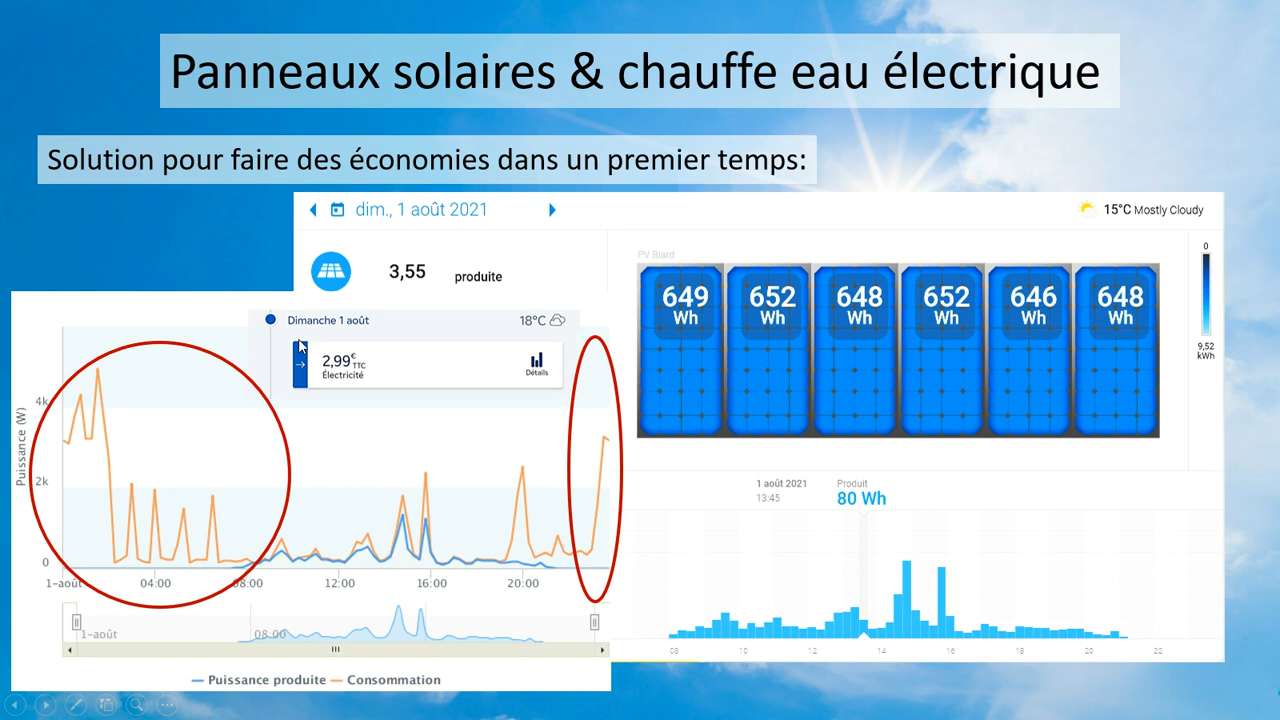 Panneaux solaires & chauffe eau électrique
Solution pour faire des économies dans un premier temps:
dim., 1 août 2021
15°C Mostly Cloudy
3,55 produite
PV Biard
649 Wh
652 Wh
648 Wh
652 Wh
646 Wh
648 Wh
0
9,52 kWh
Dimanche 1 août
18°C
2,99€ TTC
Électricité
Détails
Puissance (W)
4k
2k
0
1-août 04:00 08:00 12:00 16:00 20:00
1-août 08:00
Puissance produite Consommation
1 août 2021
13:45
Produit
80 Wh
08 10 12 14 16 18 20 22